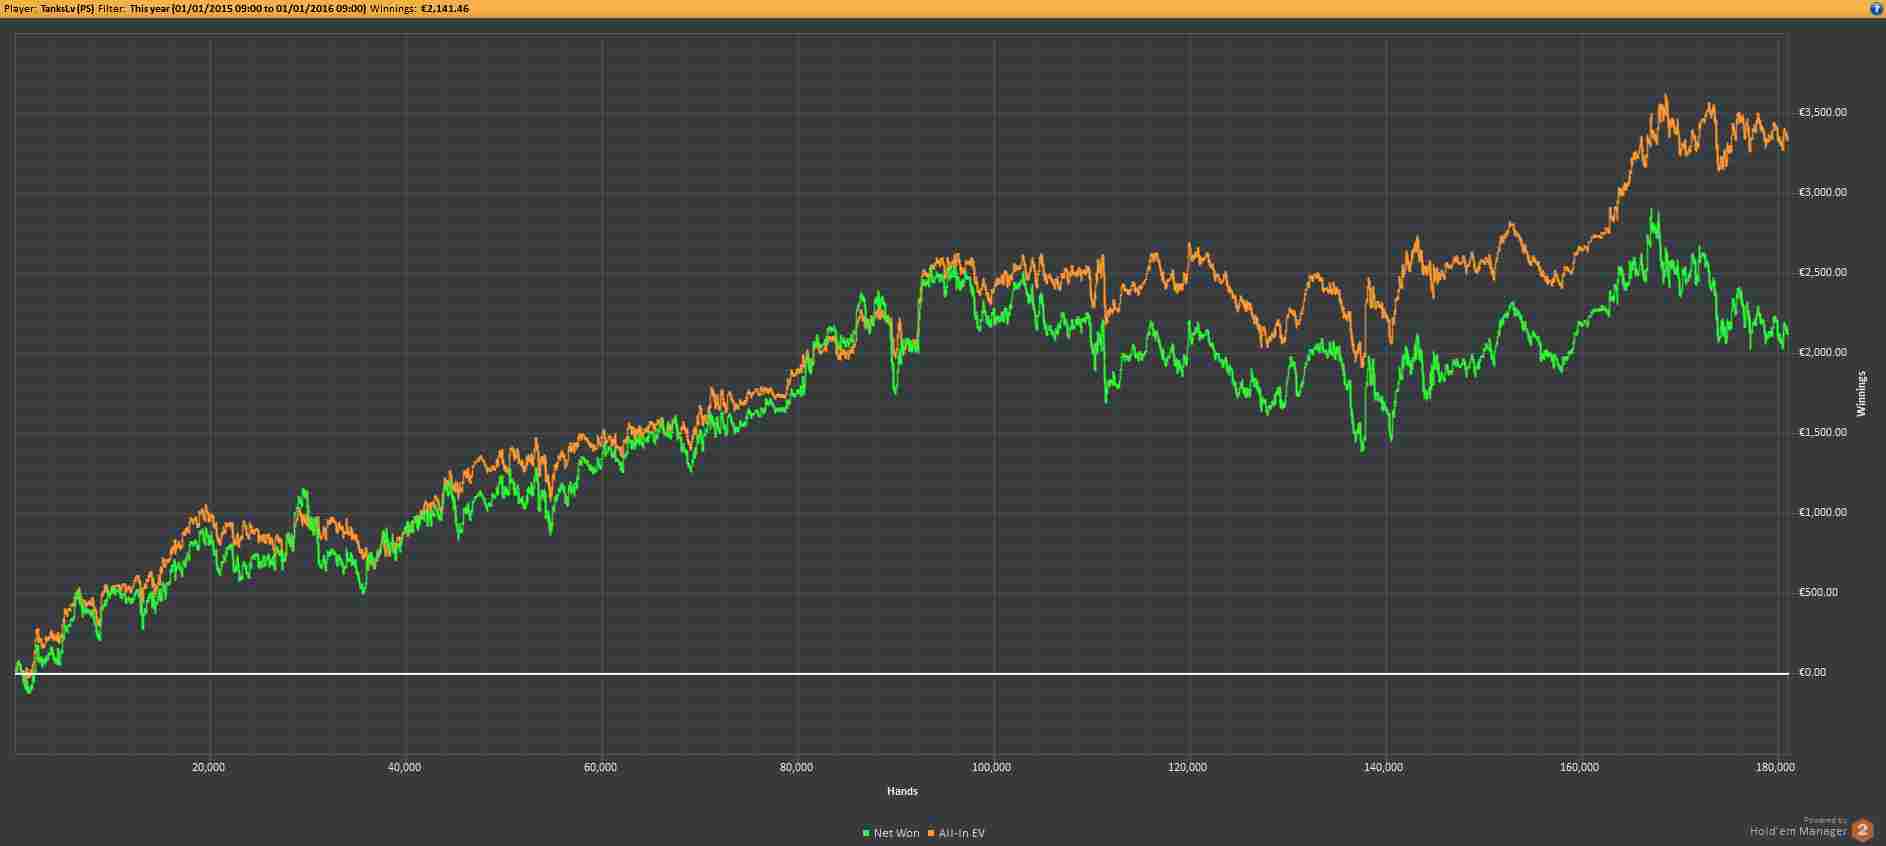 Player: TanksLv (PS) Filter: This year (01/01/2015 09:00 to 01/01/2016 09:00) Winnings: €2,141.46
€3,500.00
€3,000.00
€2,500.00
€2,000.00
€1,500.00
€1,000.00
€500.00
€0.00
Winnings
20,000 40,000 60,000 80,000 100,000 120,000 140,000 160,000 180,000
Hands
Net Won All-In EV
Powered by
Hold'em Manager 2